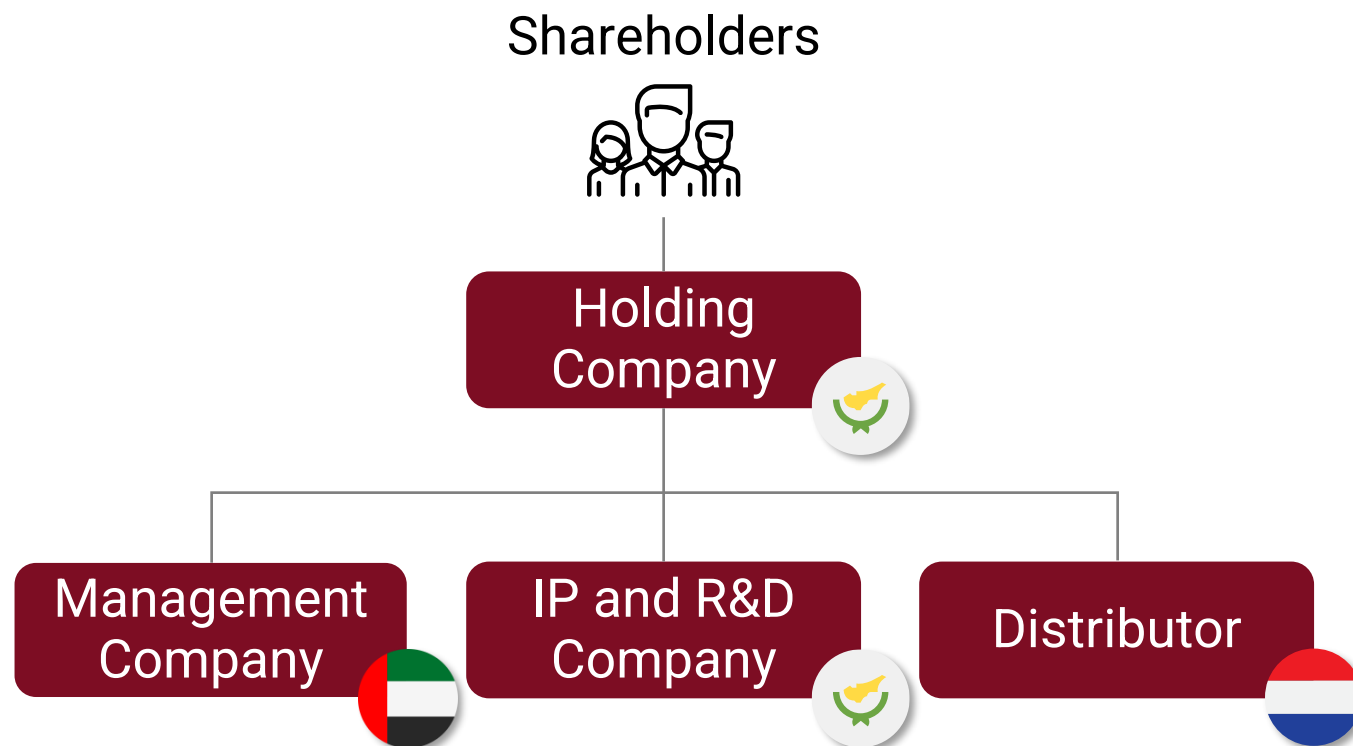 Shareholders
Holding
Company
Management
Company
IP and R&D
Company
Distributor